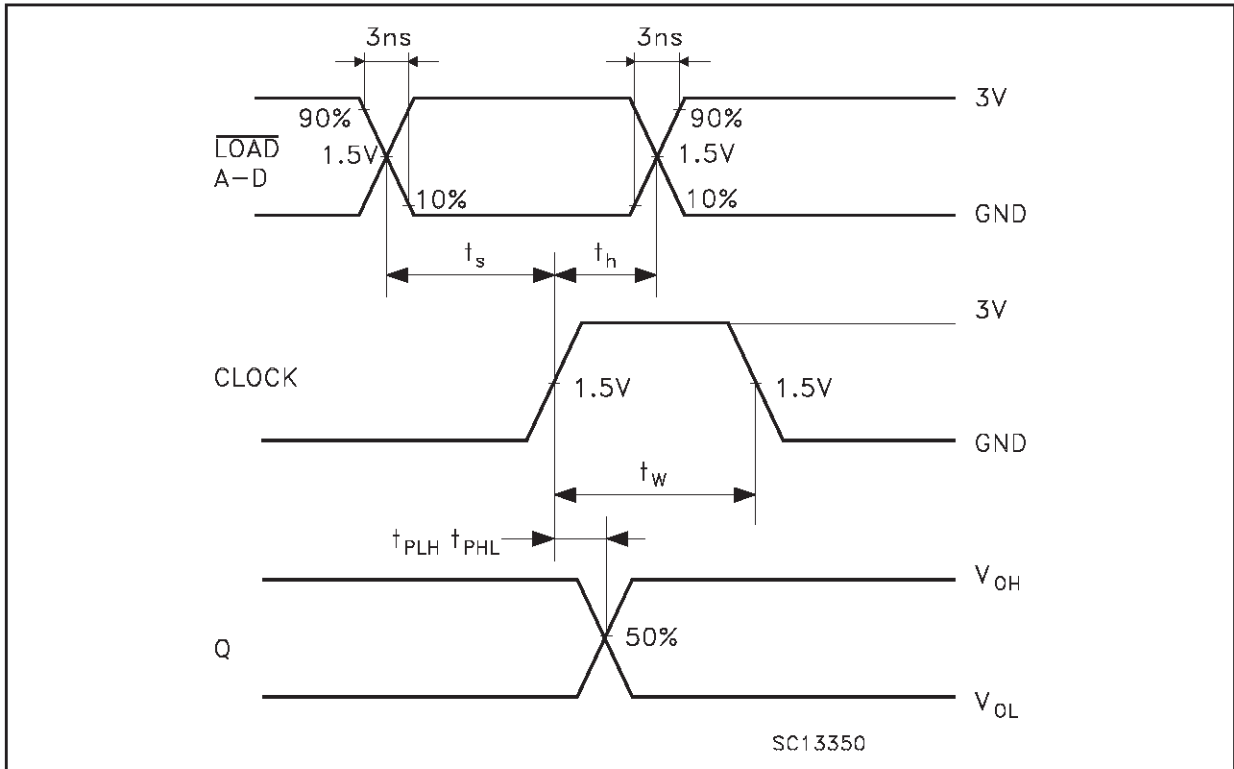 3ns 3ns
3V
90% 90%
LOAD 1.5V 1.5V
A-D
10% 10%
GND
ts th
3V
CLOCK 1.5V 1.5V
GND
tW
tPLH tPHL
VOH
Q 50%
VOL
SC13350